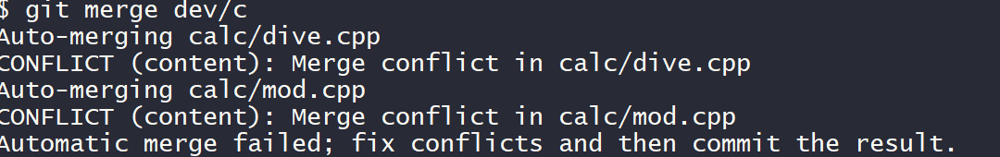 $ git merge dev/c
Auto-merging calc/dive.cpp
CONFLICT (content): Merge conflict in calc/dive.cpp
Auto-merging calc/mod.cpp
CONFLICT (content): Merge conflict in calc/mod.cpp
Automatic merge failed; fix conflicts and then commit the result.